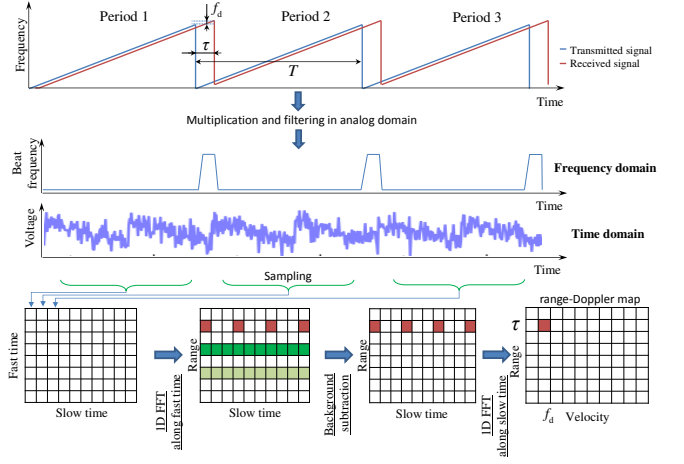 Period 1
Period 2
Period 3
f_d
τ
T
Frequency
Transmitted signal
Received signal
Time
Multiplication and filtering in analog domain
Beat
frequency
Frequency domain
Time
Voltage
Time domain
Time
Sampling
range-Doppler map
Fast time
Slow time
1D FFT
along fast time
Range
Slow time
Background
subtraction
Range
Slow time
1D FFT
along slow time
τ
Range
f_d
Velocity